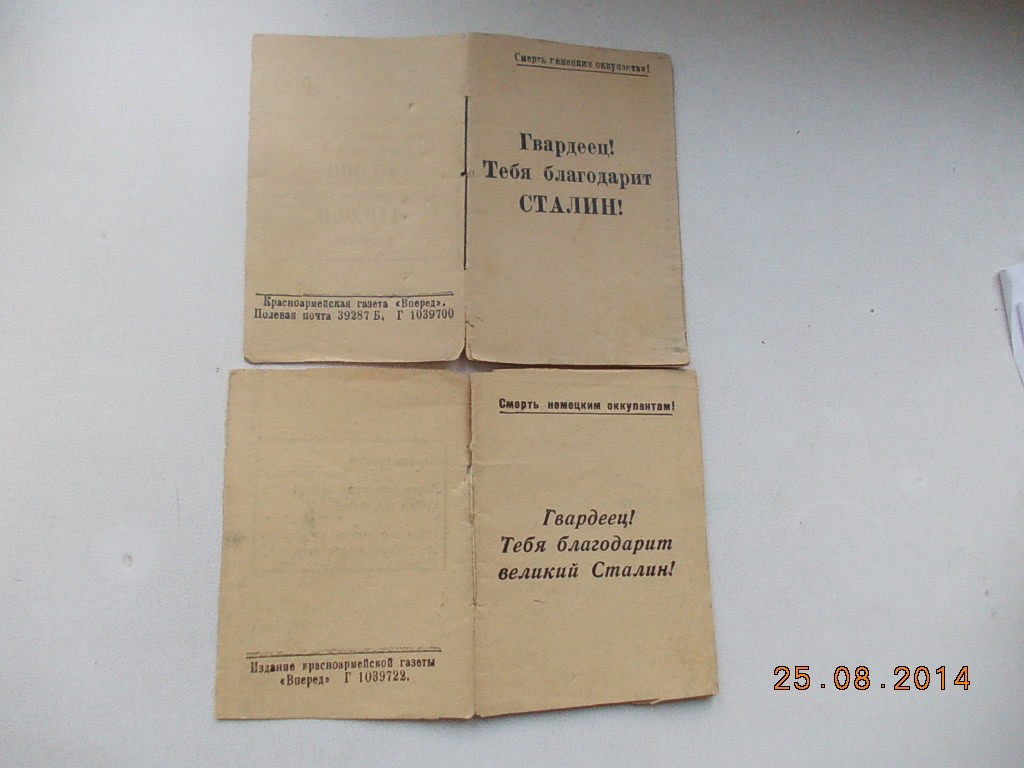 Смерть немецким оккупантам!
Гвардеец!
Тебя благодарит
СТАЛИН!
Красноармейская газета «Вперед».
Полевая почта 39287 Б. Г 1039700
Смерть немецким оккупантам!
Гвардеец!
Тебя благодарит
великий Сталин!
Издание красноармейской газеты
«Вперед» Г 1039722.
25.08.2014